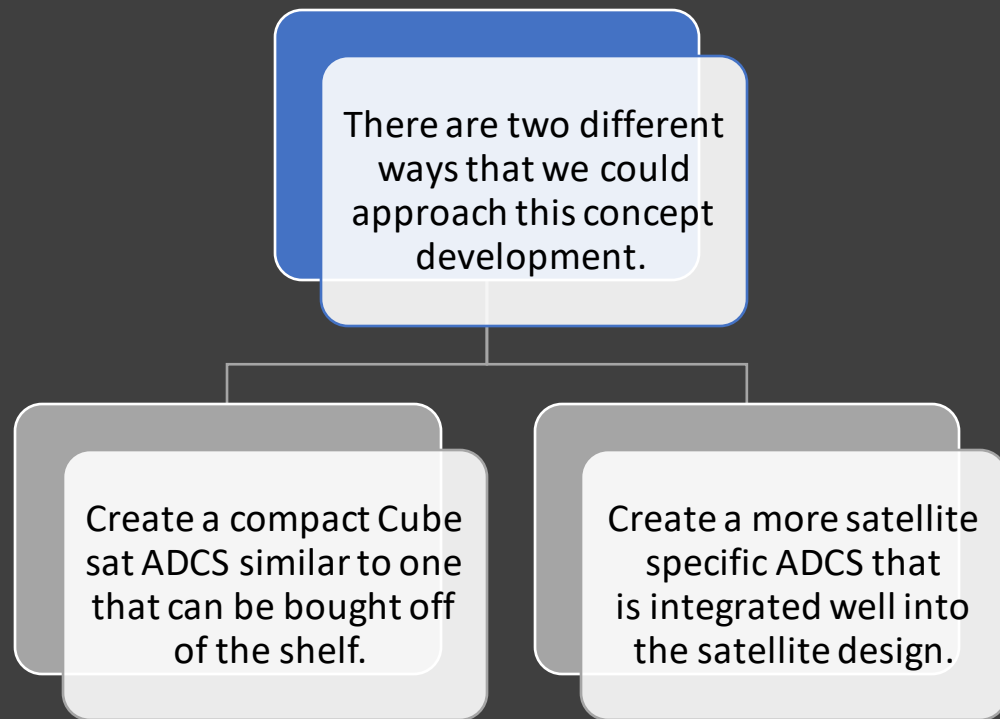 There are two different
ways that we could
approach this concept
development.
Create a compact Cube
sat ADCS similar to one
that can be bought off
of the shelf.
Create a more satellite
specific ADCS that
is integrated well into
the satellite design.